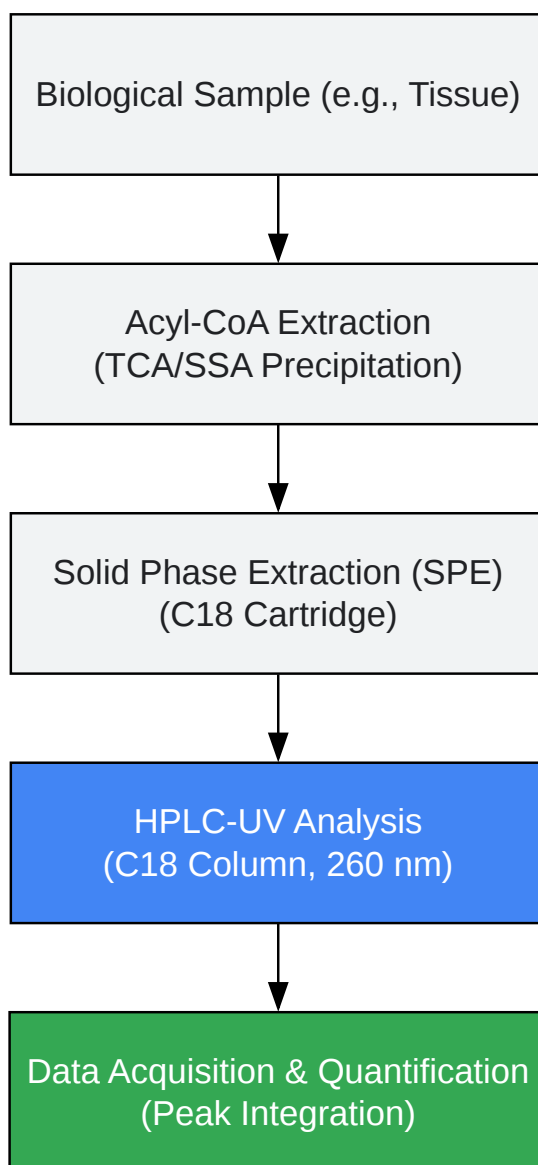 Biological Sample (e.g., Tissue)
Acyl-CoA Extraction
(TCA/SSA Precipitation)
Solid Phase Extraction (SPE)
(C18 Cartridge)
HPLC-UV Analysis
(C18 Column, 260 nm)
Data Acquisition & Quantification
(Peak Integration)